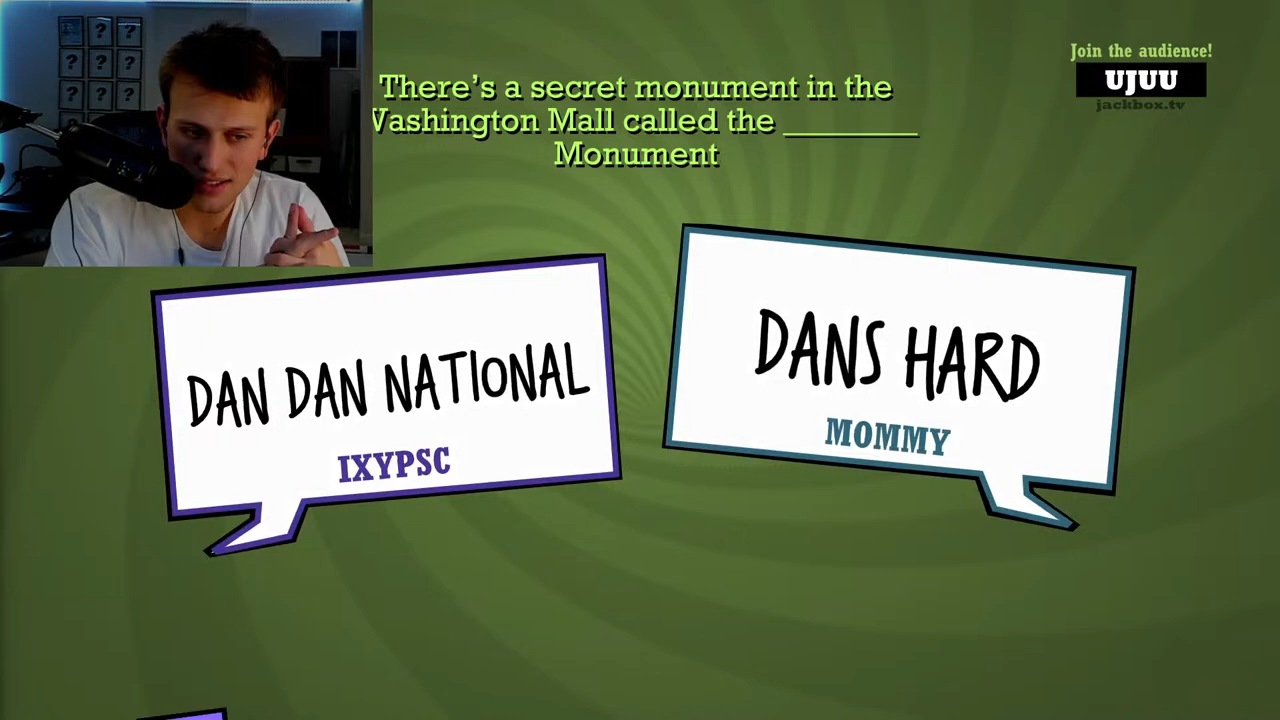 Join the audience!
UJUU
jackbox.tv
There's a secret monument in the
Washington Mall called the ________
Monument
DAN DAN NATIONAL
IXYPSC
DANS HARD
MOMMY
? ?
? ? ?
? ? ?